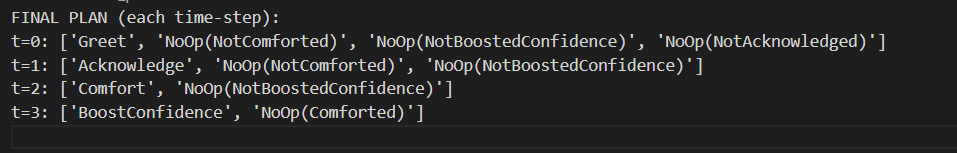 FINAL PLAN (each time-step):
t=0: ['Greet', 'NoOp(NotComforted)', 'NoOp(NotBoostedConfidence)', 'NoOp(NotAcknowledged)']
t=1: ['Acknowledge', 'NoOp(NotComforted)', 'NoOp(NotBoostedConfidence)']
t=2: ['Comfort', 'NoOp(NotBoostedConfidence)']
t=3: ['BoostConfidence', 'NoOp(Comforted)']